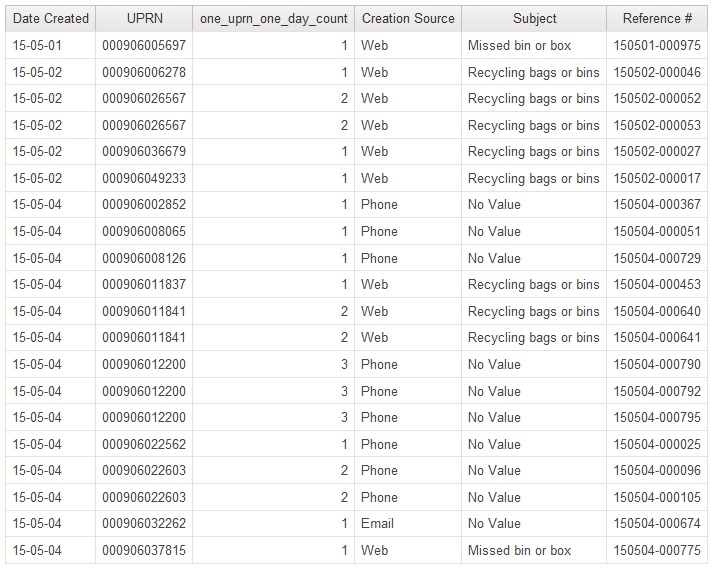 Date Created UPRN one_uprn_one_day_count Creation Source Subject Reference #
15-05-01 000906005697 1 Web Missed bin or box 150501-000975
15-05-02 000906006278 1 Web Recycling bags or bins 150502-000046
15-05-02 000906026567 2 Web Recycling bags or bins 150502-000052
15-05-02 000906026567 2 Web Recycling bags or bins 150502-000053
15-05-02 000906036679 1 Web Recycling bags or bins 150502-000027
15-05-02 000906049233 1 Web Recycling bags or bins 150502-000017
15-05-04 000906002852 1 Phone No Value 150504-000367
15-05-04 000906008065 1 Phone No Value 150504-000051
15-05-04 000906008126 1 Phone No Value 150504-000729
15-05-04 000906011837 1 Web Recycling bags or bins 150504-000453
15-05-04 000906011841 2 Web Recycling bags or bins 150504-000640
15-05-04 000906011841 2 Web Recycling bags or bins 150504-000641
15-05-04 000906012200 3 Phone No Value 150504-000790
15-05-04 000906012200 3 Phone No Value 150504-000792
15-05-04 000906012200 3 Phone No Value 150504-000795
15-05-04 000906022562 1 Phone No Value 150504-000025
15-05-04 000906022603 2 Phone No Value 150504-000096
15-05-04 000906022603 2 Phone No Value 150504-000105
15-05-04 000906032262 1 Email No Value 150504-000674
15-05-04 000906037815 1 Web Missed bin or box 150504-000775